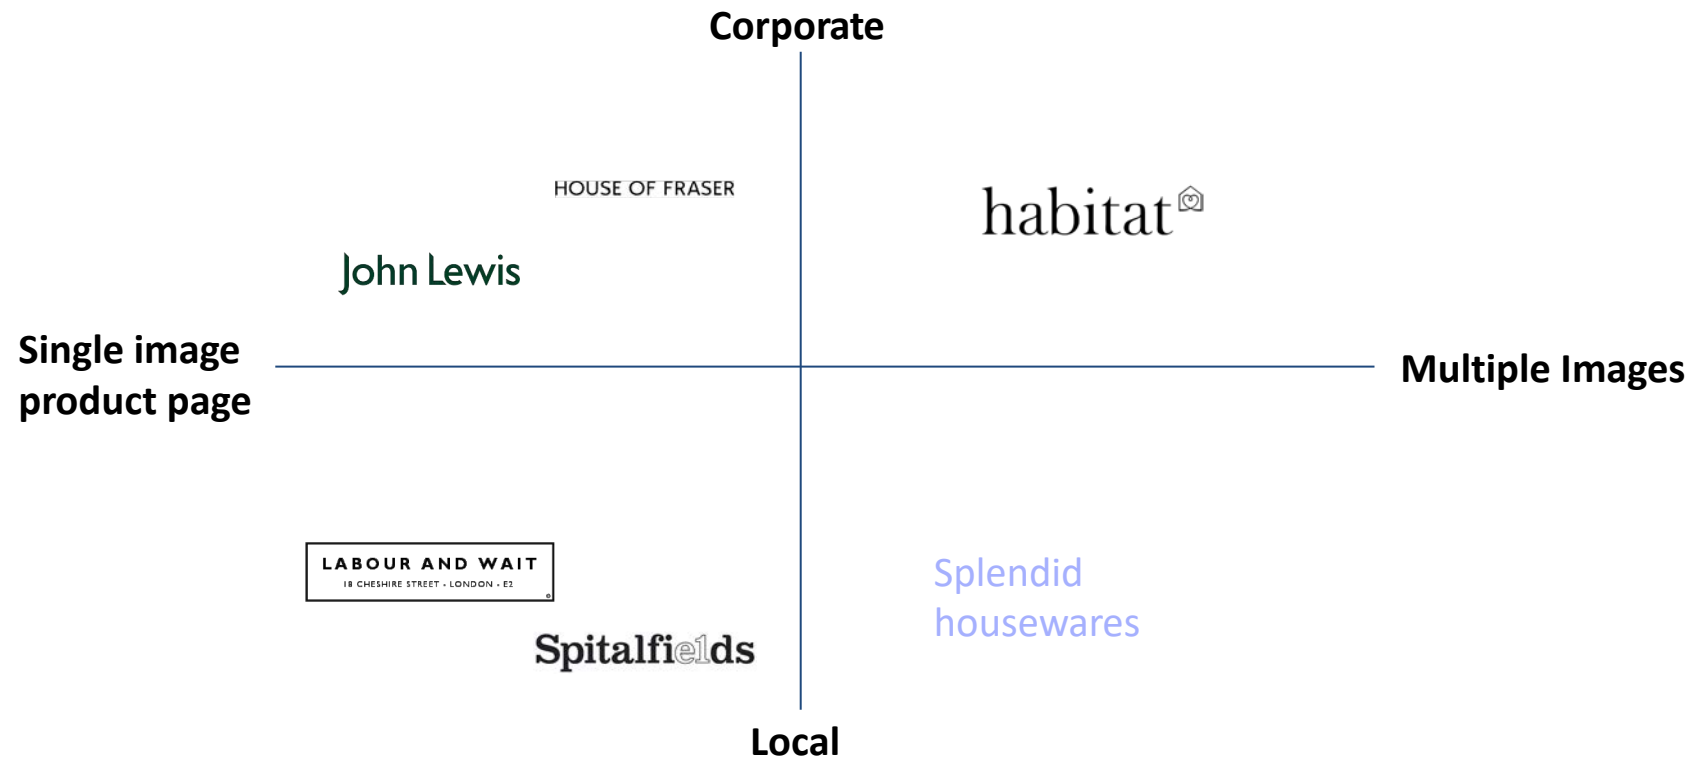 Corporate
HOUSE OF FRASER
habitat
John Lewis
Single image
product page
Multiple Images
LABOUR AND WAIT
18 CHESHIRE STREET • LONDON • E2
Splendid
housewares
Spitalfields
Local